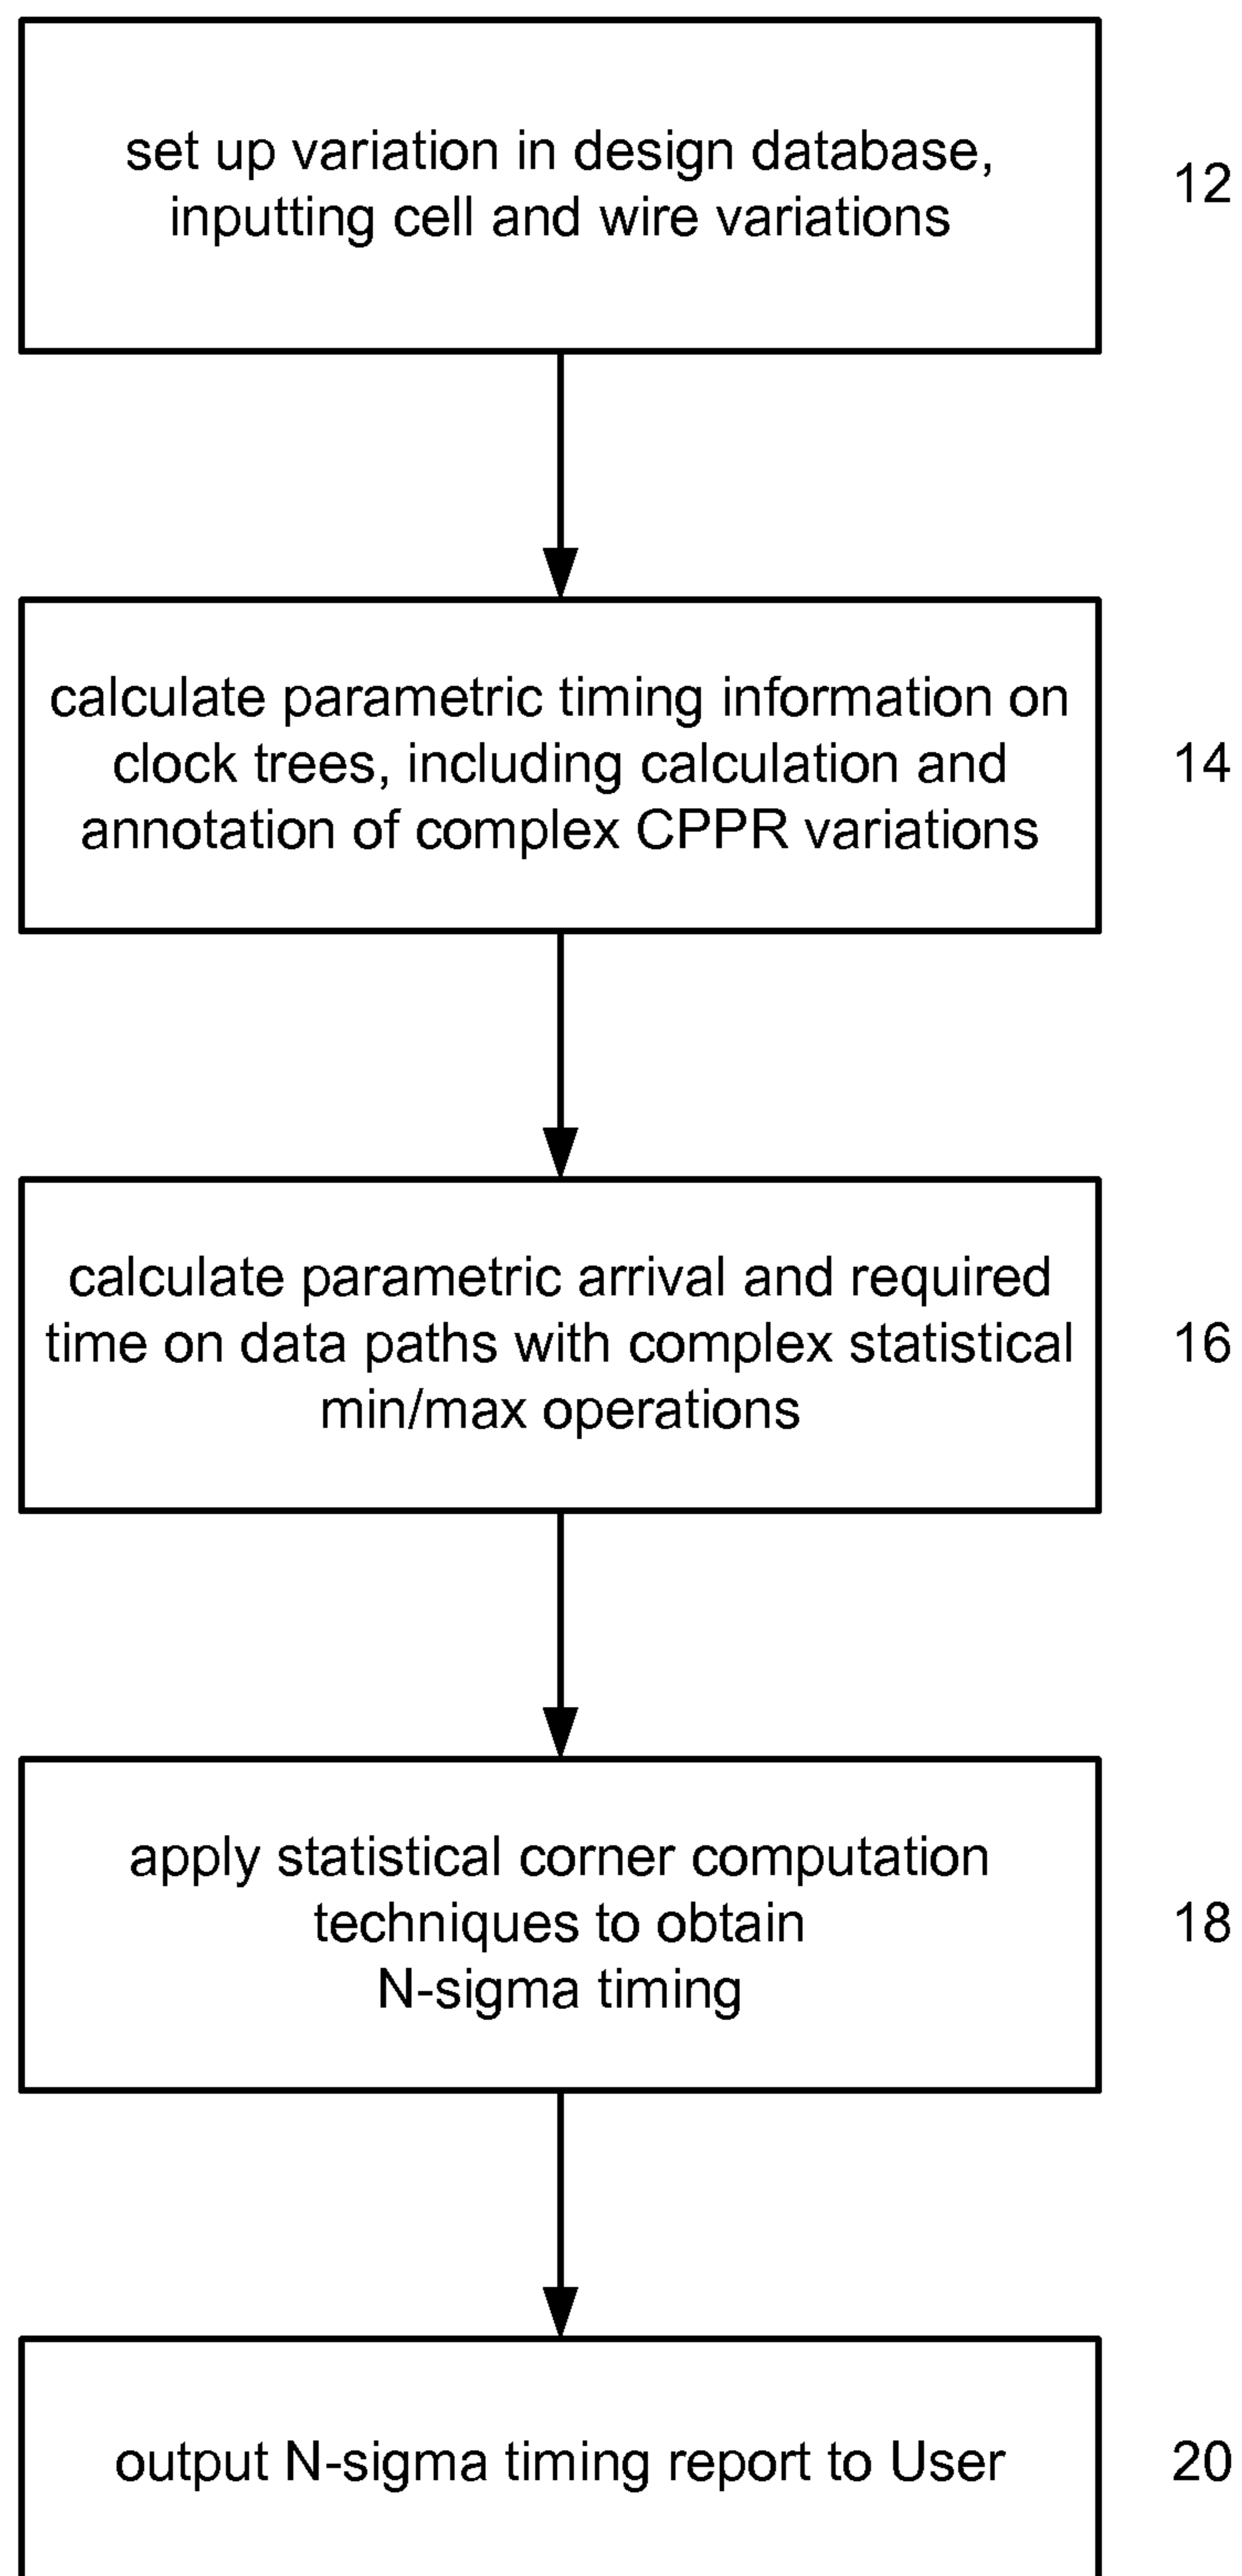 set up variation in design database,
inputting cell and wire variations
12
calculate parametric timing information on
clock trees, including calculation and
annotation of complex CPPR variations
14
calculate parametric arrival and required
time on data paths with complex statistical
min/max operations
16
apply statistical corner computation
techniques to obtain
N-sigma timing
18
output N-sigma timing report to User
20